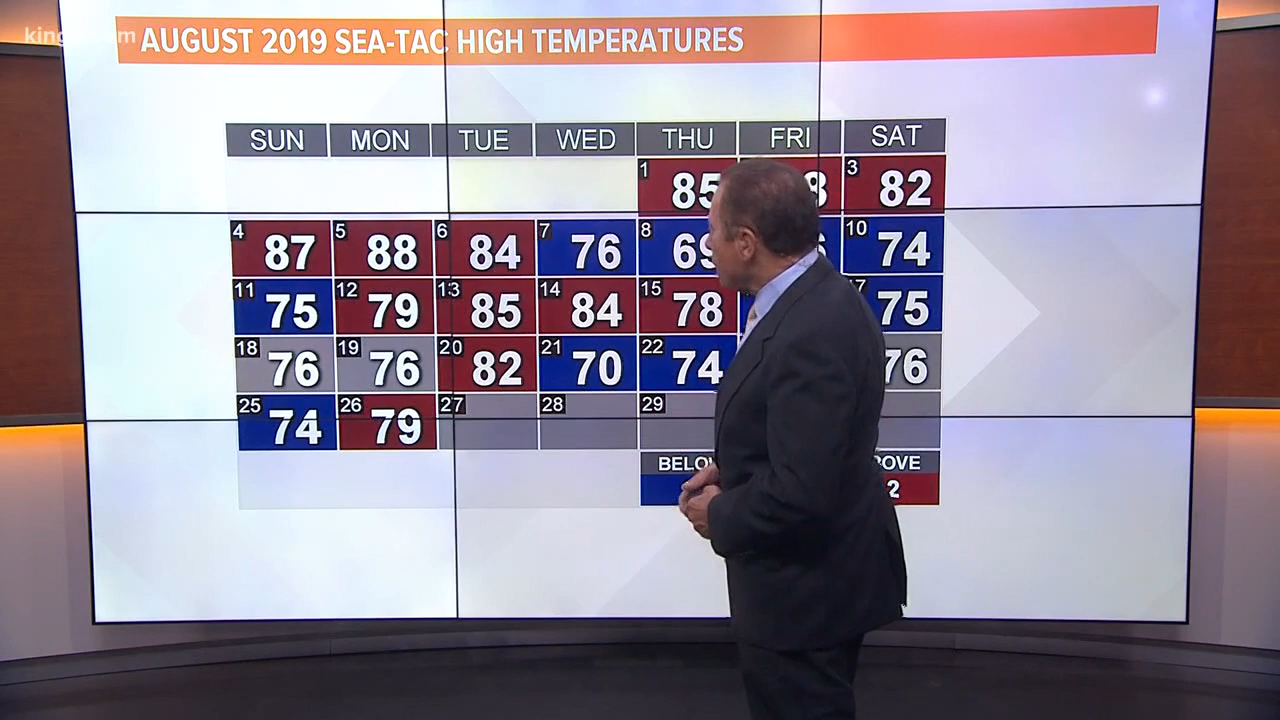 AUGUST 2019 SEA-TAC HIGH TEMPERATURES
SUN MON TUE WED THU FRI SAT
1 85 3 82
4 87 5 88 6 84 7 76 8 69 10 74
11 75 12 79 13 85 14 84 15 78 75
18 76 19 76 20 82 21 70 22 74 76
25 74 26 79 27 28 29